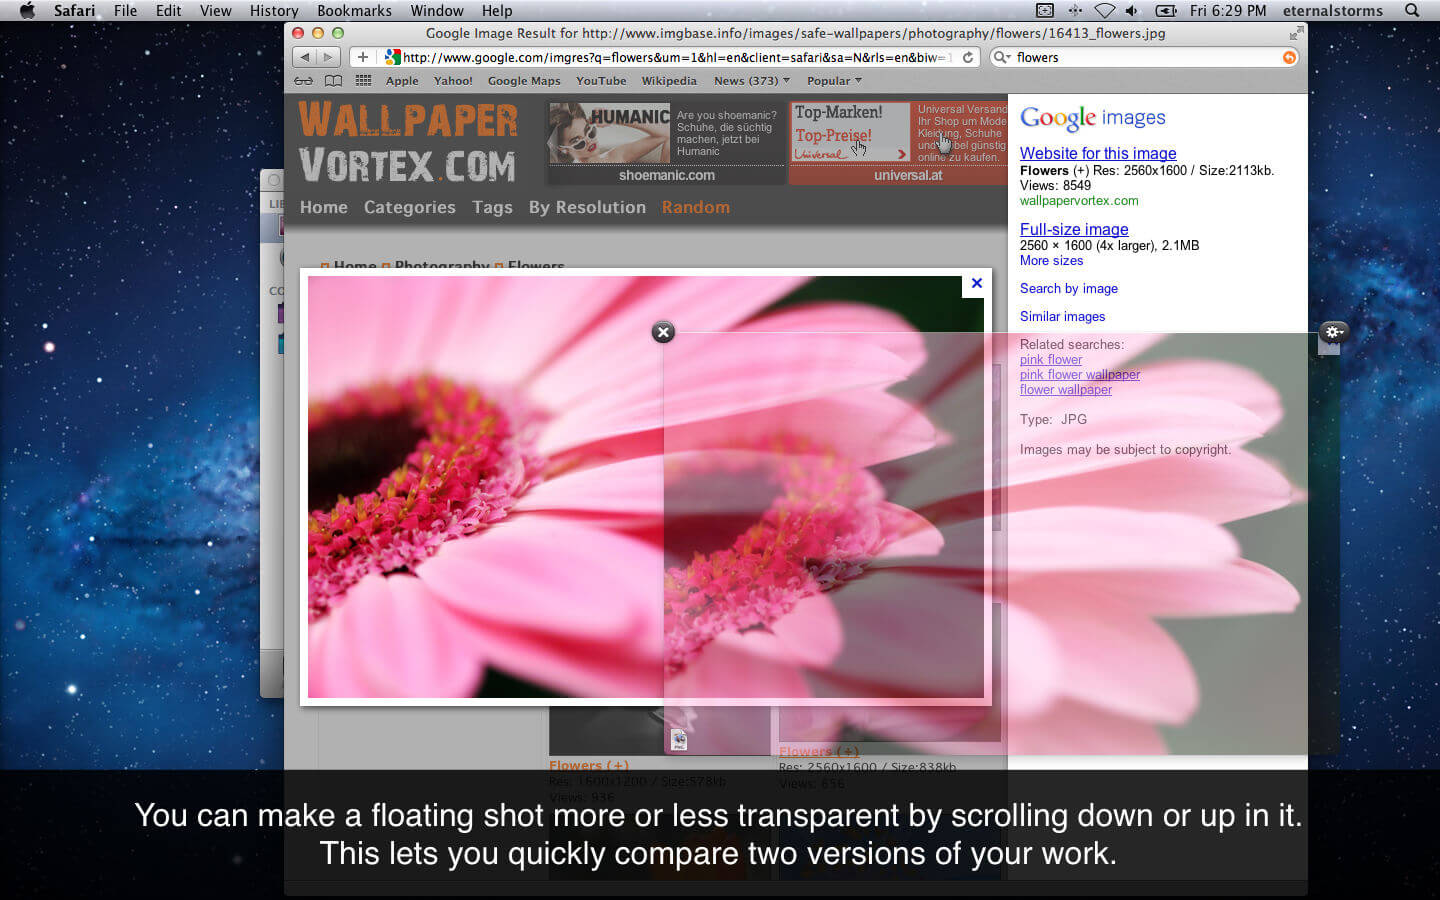 Safari File Edit View History Bookmarks Window Help
Fri 6:29 PM eternalstorms
Google Image Result for http://www.imgbase.info/images/safe-wallpapers/photography/flowers/16413_flowers.jpg
http://www.google.com/imgres?q=flowers&um=1&hl=en&client=safari&sa=N&rls=en&biw=1
flowers
Apple Yahoo! Google Maps YouTube Wikipedia News (373) Popular
WALLPAPER
VORTEX.COM
HUMANIC
Are you shoemanic?
Schuhe, die süchtig
machen, jetzt bei
Humanic
shoemanic.com
Top-Marken!
Top-Preise!
Universal
Universal Versand
Ihr Shop um Mode
Kleidung, Schuhe
und bel günstig
online zu kaufen.
universal.at
Home Categories Tags By Resolution Random
Home Photography Flowers
LI
CO
Google images
Website for this image
Flowers (+) Res: 2560x1600 / Size:2113kb.
Views: 8549
wallpapervortex.com
Full-size image
2560 × 1600 (4x larger), 2.1MB
More sizes
Search by image
Similar images
Related searches:
pink flower
pink flower wallpaper
flower wallpaper
Type: JPG
Images may be subject to copyright.
PNG
Flowers (+)
Res: 1600x1200 / Size:578kb
Views: 936
Flowers (+)
Res: 2560x1600 / Size:838kb
Views: 656
You can make a floating shot more or less transparent by scrolling down or up in it.
This lets you quickly compare two versions of your work.